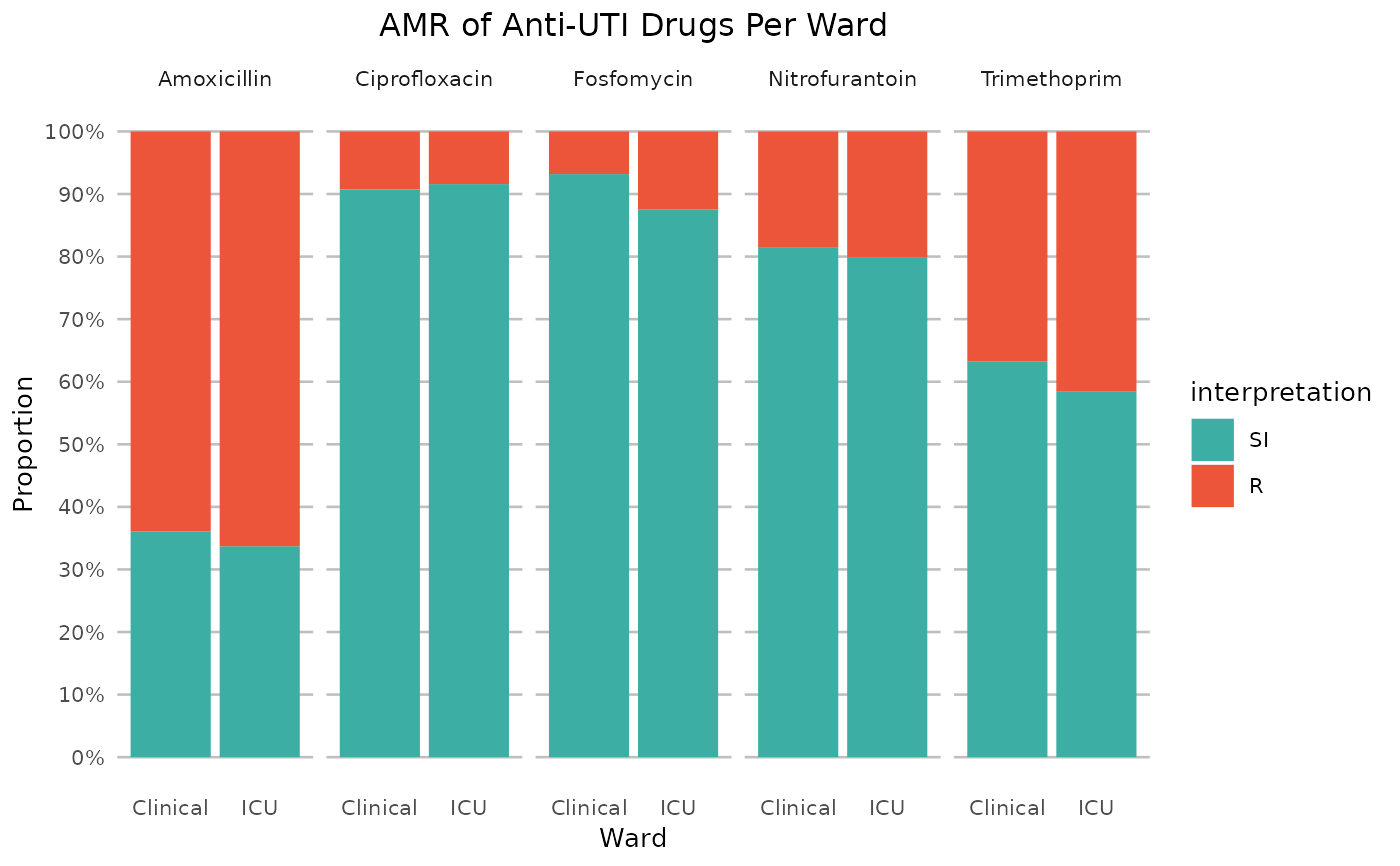 AMR of Anti-UTI Drugs Per Ward
Amoxicillin Ciprofloxacin Fosfomycin Nitrofurantoin Trimethoprim
100%
90%
80%
70%
60%
50%
40%
30%
20%
10%
0%
Proportion
Clinical ICU Clinical ICU Clinical ICU Clinical ICU Clinical ICU
Ward
interpretation
SI
R